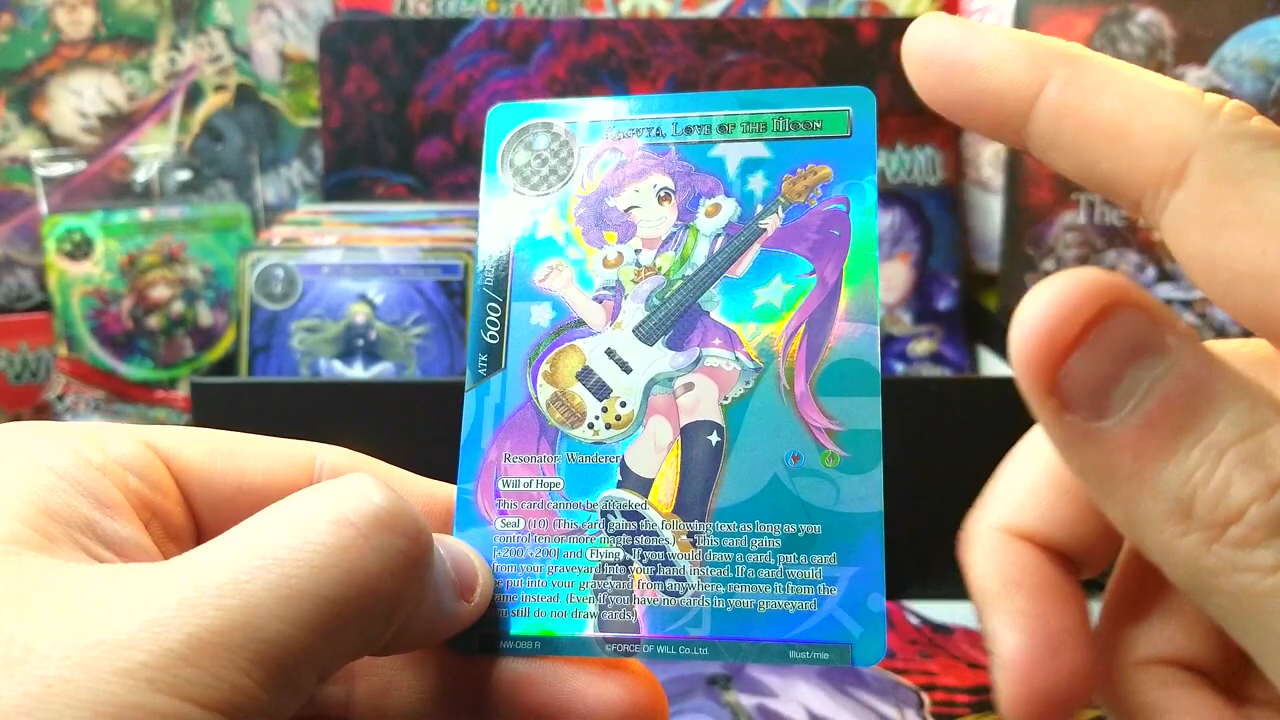 Kaguya, Love of the Moon
ATK 600 /
Resonator: Wanderer
Will of Hope
This card cannot be attacked.
Seal (10) (This card gains the following text as long as you
control ten or more magic stones.) — This card gains
[+200/+200] and Flying . If you would draw a card, put a card
from your graveyard into your hand instead. If a card would
be put into your graveyard from anywhere, remove it from the
game instead. (Even if you have no cards in your graveyard
you still do not draw cards.)
NW-088 R
©FORCE OF WILL Co.,Ltd.
Illust/mie
The